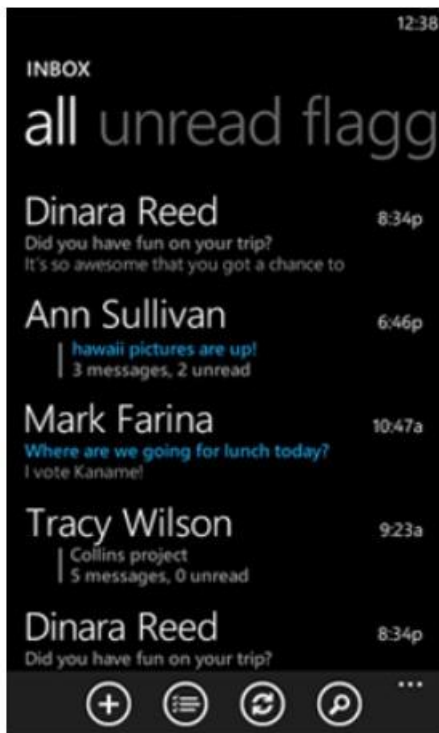 12:38
INBOX
all unread flagg
Dinara Reed 8:34p
Did you have fun on your trip?
It's so awesome that you got a chance to
Ann Sullivan 6:46p
hawaii pictures are up!
3 messages, 2 unread
Mark Farina 10:47a
Where are we going for lunch today?
I vote Kaname!
Tracy Wilson 9:23a
Collins project
5 messages, 0 unread
Dinara Reed 8:34p
Did you have fun on your trip?